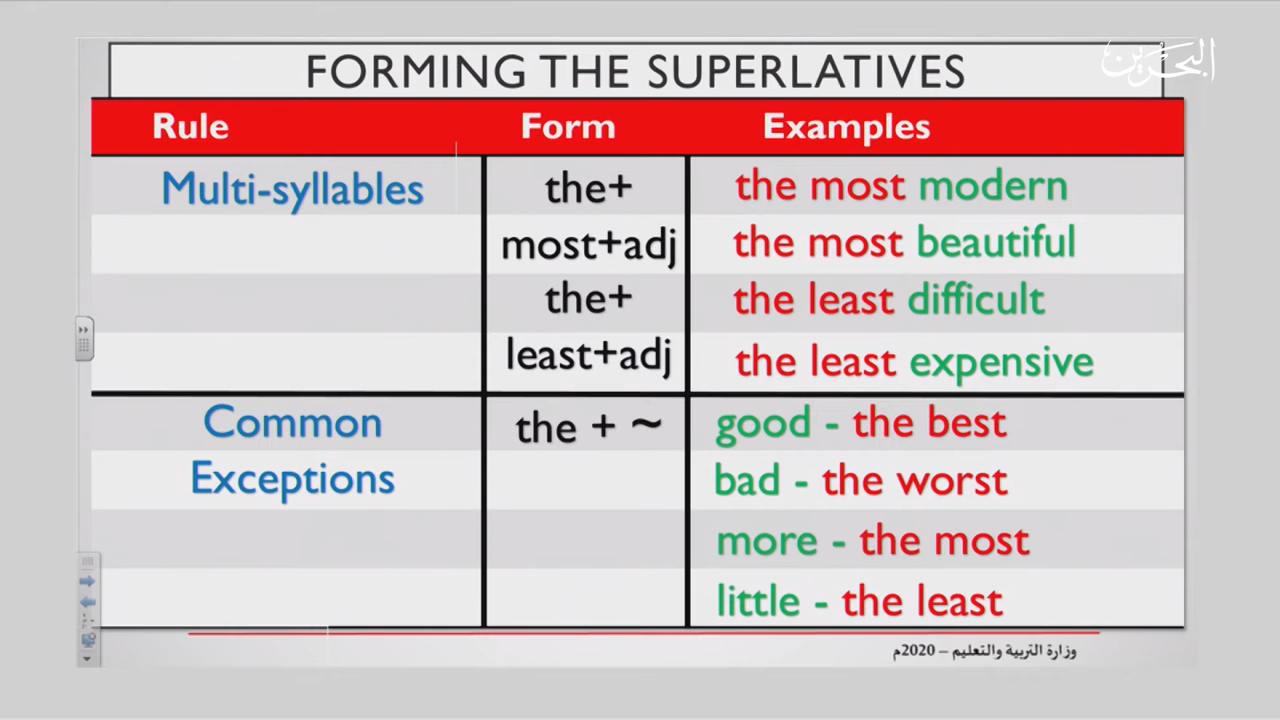 البحرين
FORMING THE SUPERLATIVES
Rule Form Examples
Multi-syllables the+ the most modern
most+adj the most beautiful
the+ the least difficult
least+adj the least expensive
Common the + ~ good - the best
Exceptions bad - the worst
more - the most
little - the least
وزارة التربية والتعليم – 2020م